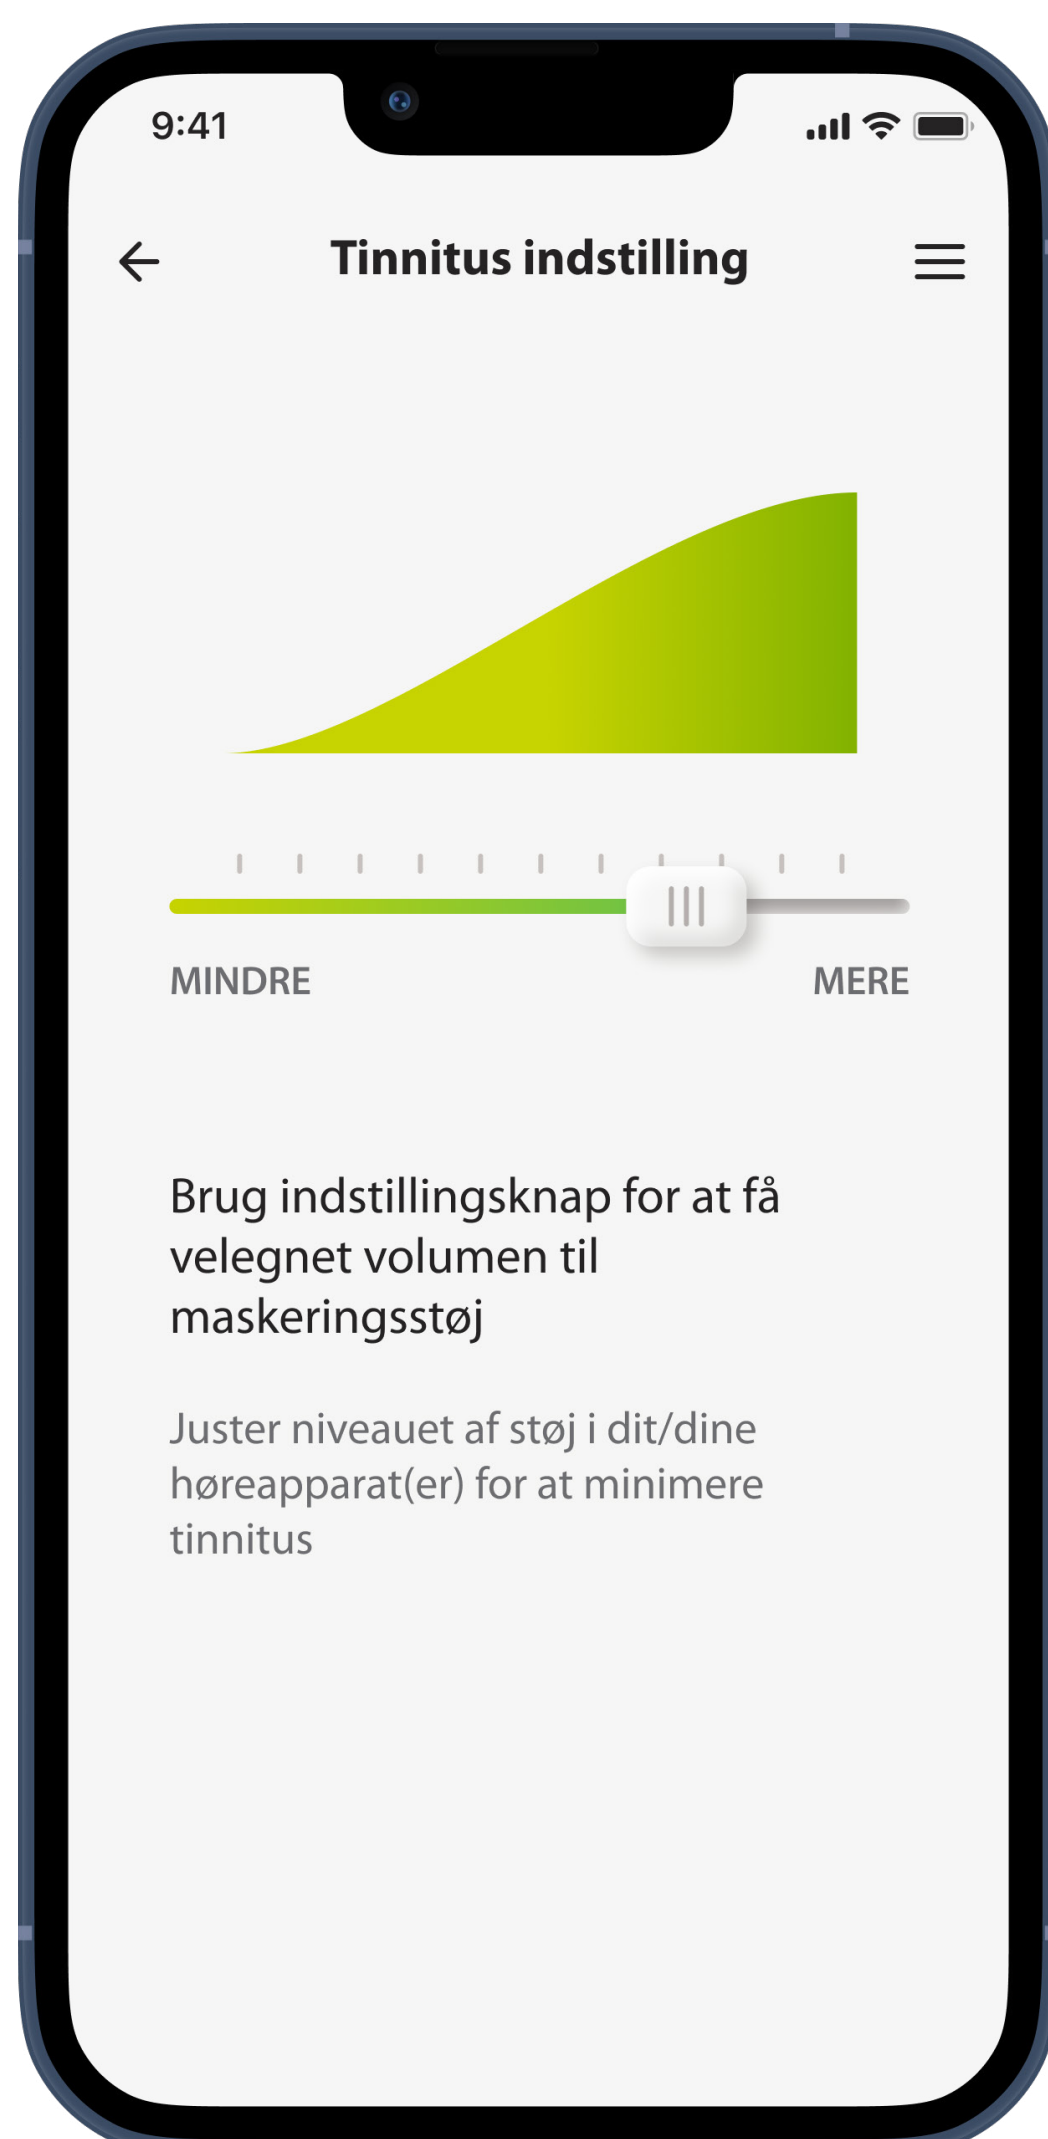 9:41
Tinnitus indstilling
MINDRE
MERE
Brug indstillingsknap for at få
velegnet volumen til
maskeringsstøj
Juster niveauet af støj i dit/dine
høreapparat(er) for at minimere
tinnitus